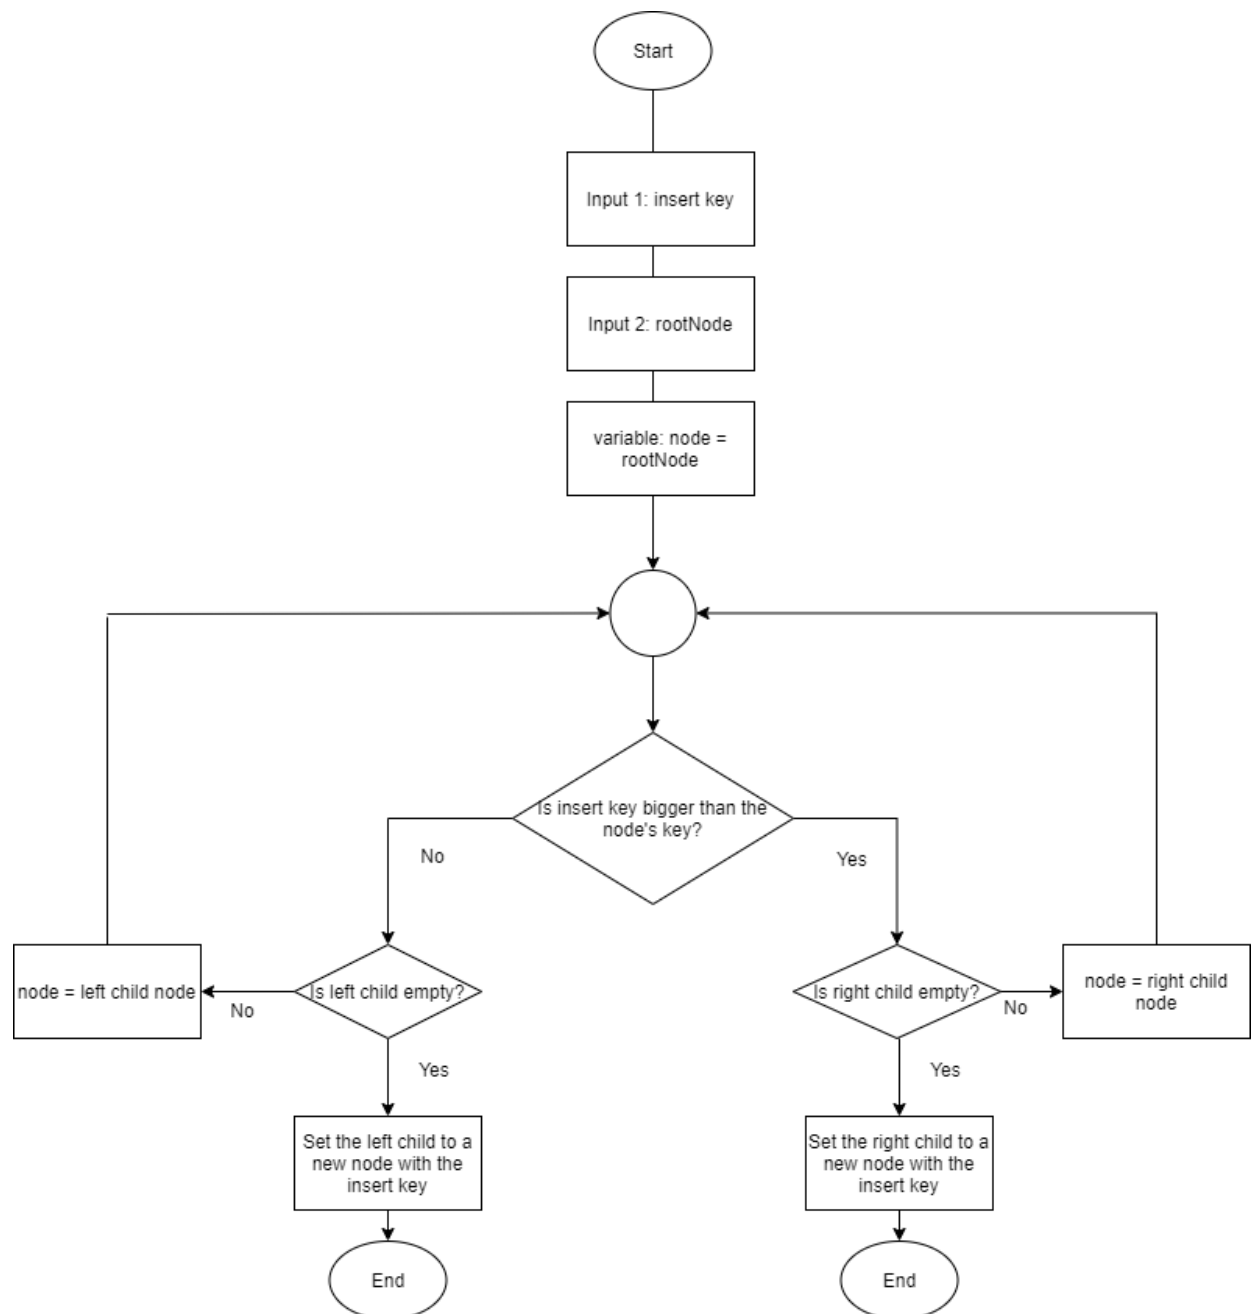 Start
Input 1: insert key
Input 2: rootNode
variable: node =
rootNode
Is insert key bigger than the
node's key?
No
Yes
node = left child node
No
Is left child empty?
Is right child empty?
No
node = right child
node
Yes
Yes
Set the left child to a
new node with the
insert key
Set the right child to a
new node with the
insert key
End
End